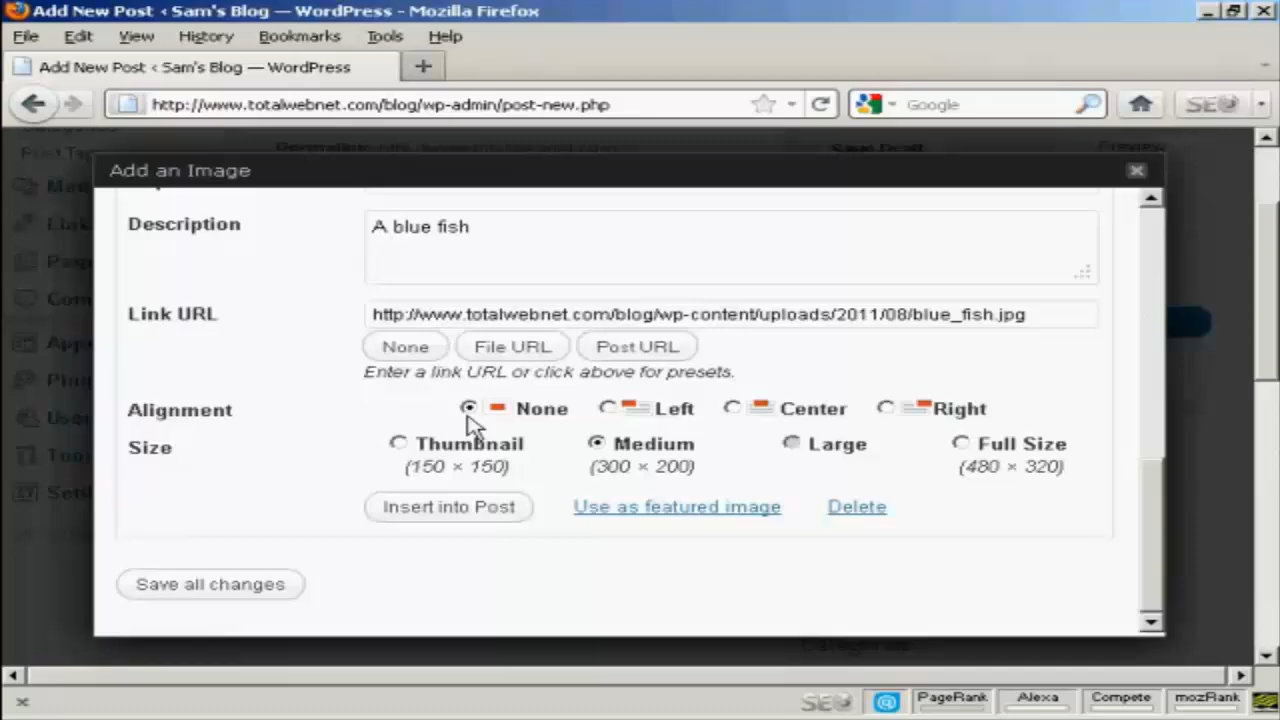 Add New Post ‹ Sam's Blog — WordPress - Mozilla Firefox
File Edit View History Bookmarks Tools Help
Add New Post ‹ Sam's Blog — WordPress
http://www.totalwebnet.com/blog/wp-admin/post-new.php Google SEO
Add an Image
Description A blue fish
Link URL http://www.totalwebnet.com/blog/wp-content/uploads/2011/08/blue_fish.jpg
None File URL Post URL
Enter a link URL or click above for presets.
Alignment None Left Center Right
Size Thumbnail Medium Large Full Size
(150 × 150) (300 × 200) (480 × 320)
Insert into Post Use as featured image Delete
Save all changes
SEO PageRank Alexa Compete mozRank